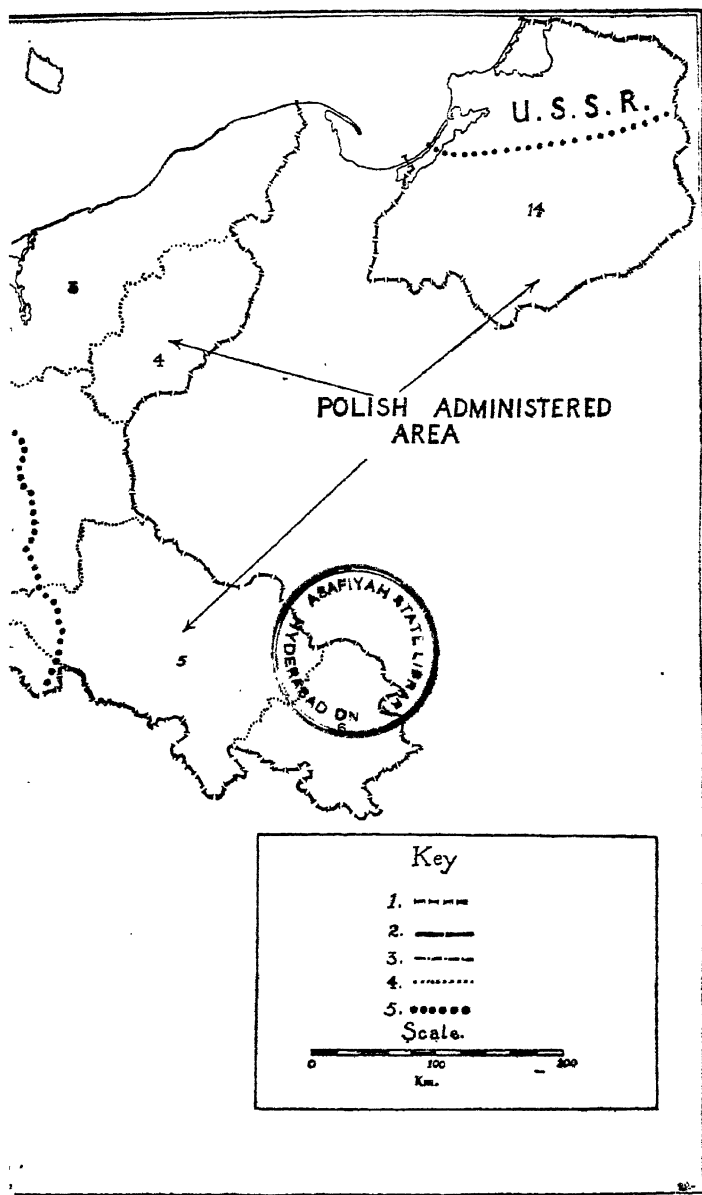 U.S.S.R.
14
3
4
POLISH ADMINISTERED
AREA
5
ASAFIYAH STATE LIBRARY
HYDERABAD DN
6
Key
1.
2.
3.
4.
5.
Scale.
0 100 200
Km.